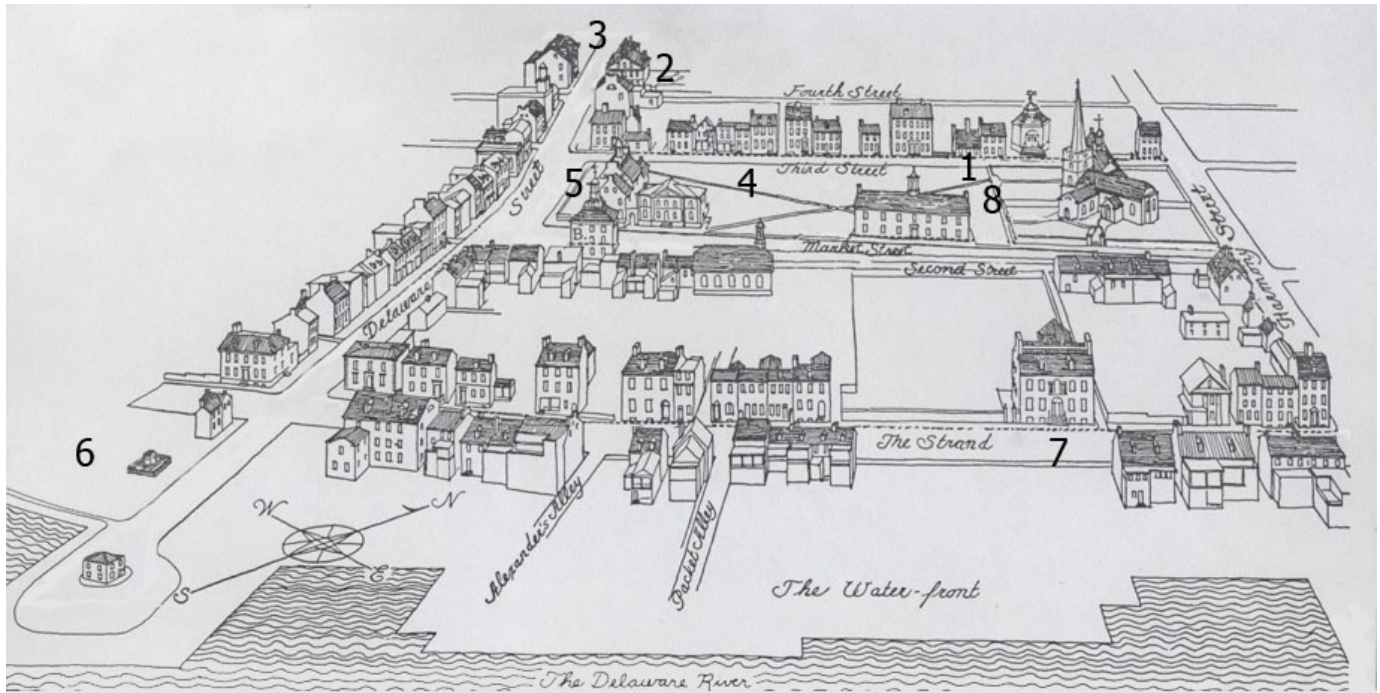 3
2
Fourth Street
Third Street
1
5
4
8
B.
Market Street
Second Street
Harmony Street
Delaware Street
The Strand
7
6
W
N
S
E
Alexander's Alley
Packet Alley
The Water-front
The Delaware River